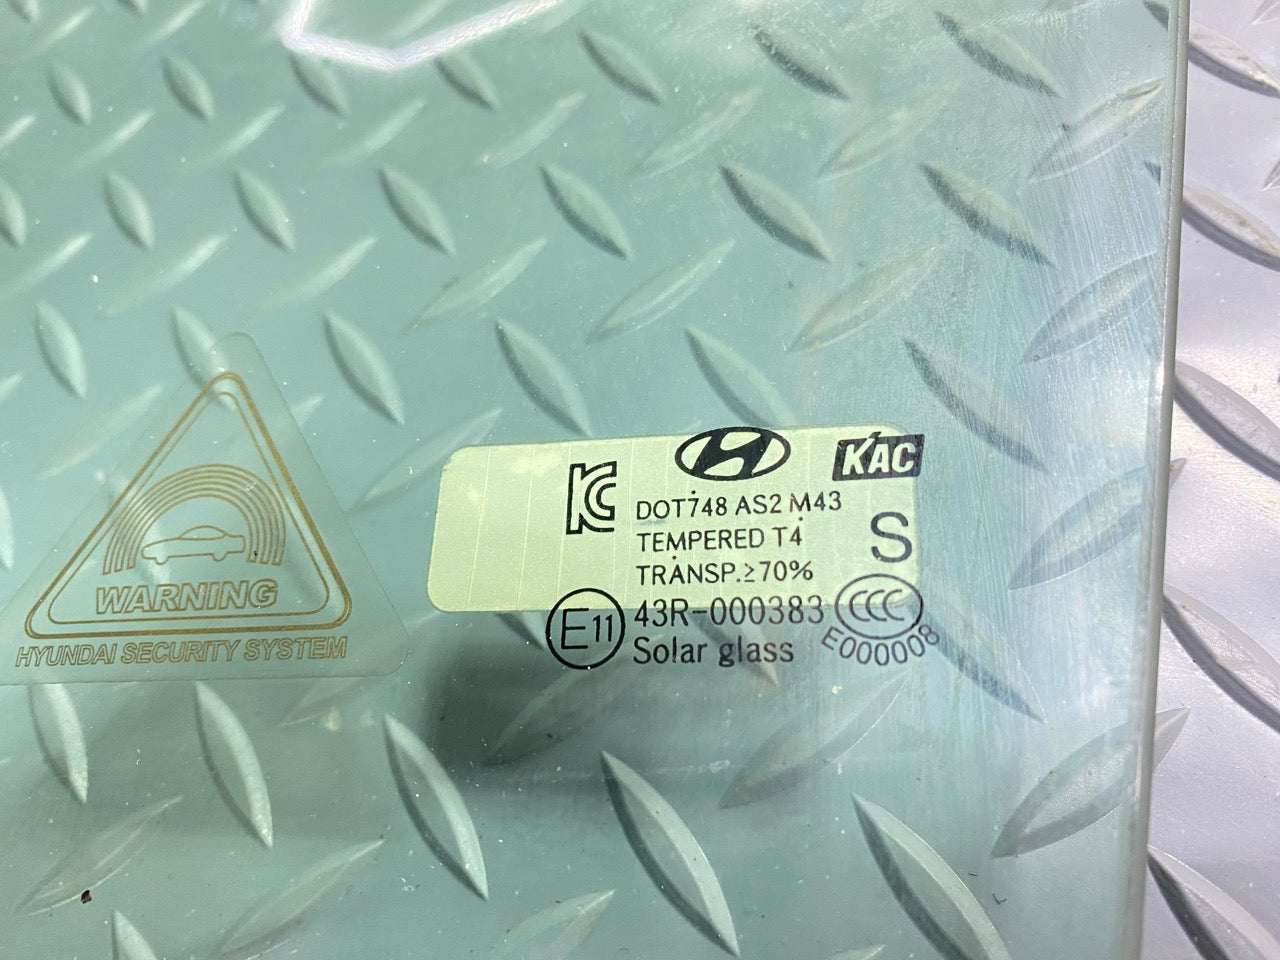 WARNING
HYUNDAI SECURITY SYSTEM
KAC
KC
DOT748 AS2 M43
TEMPERED T4
TRANSP.≥70%
S
E11
43R-000383
CCC
E000008
Solar glass